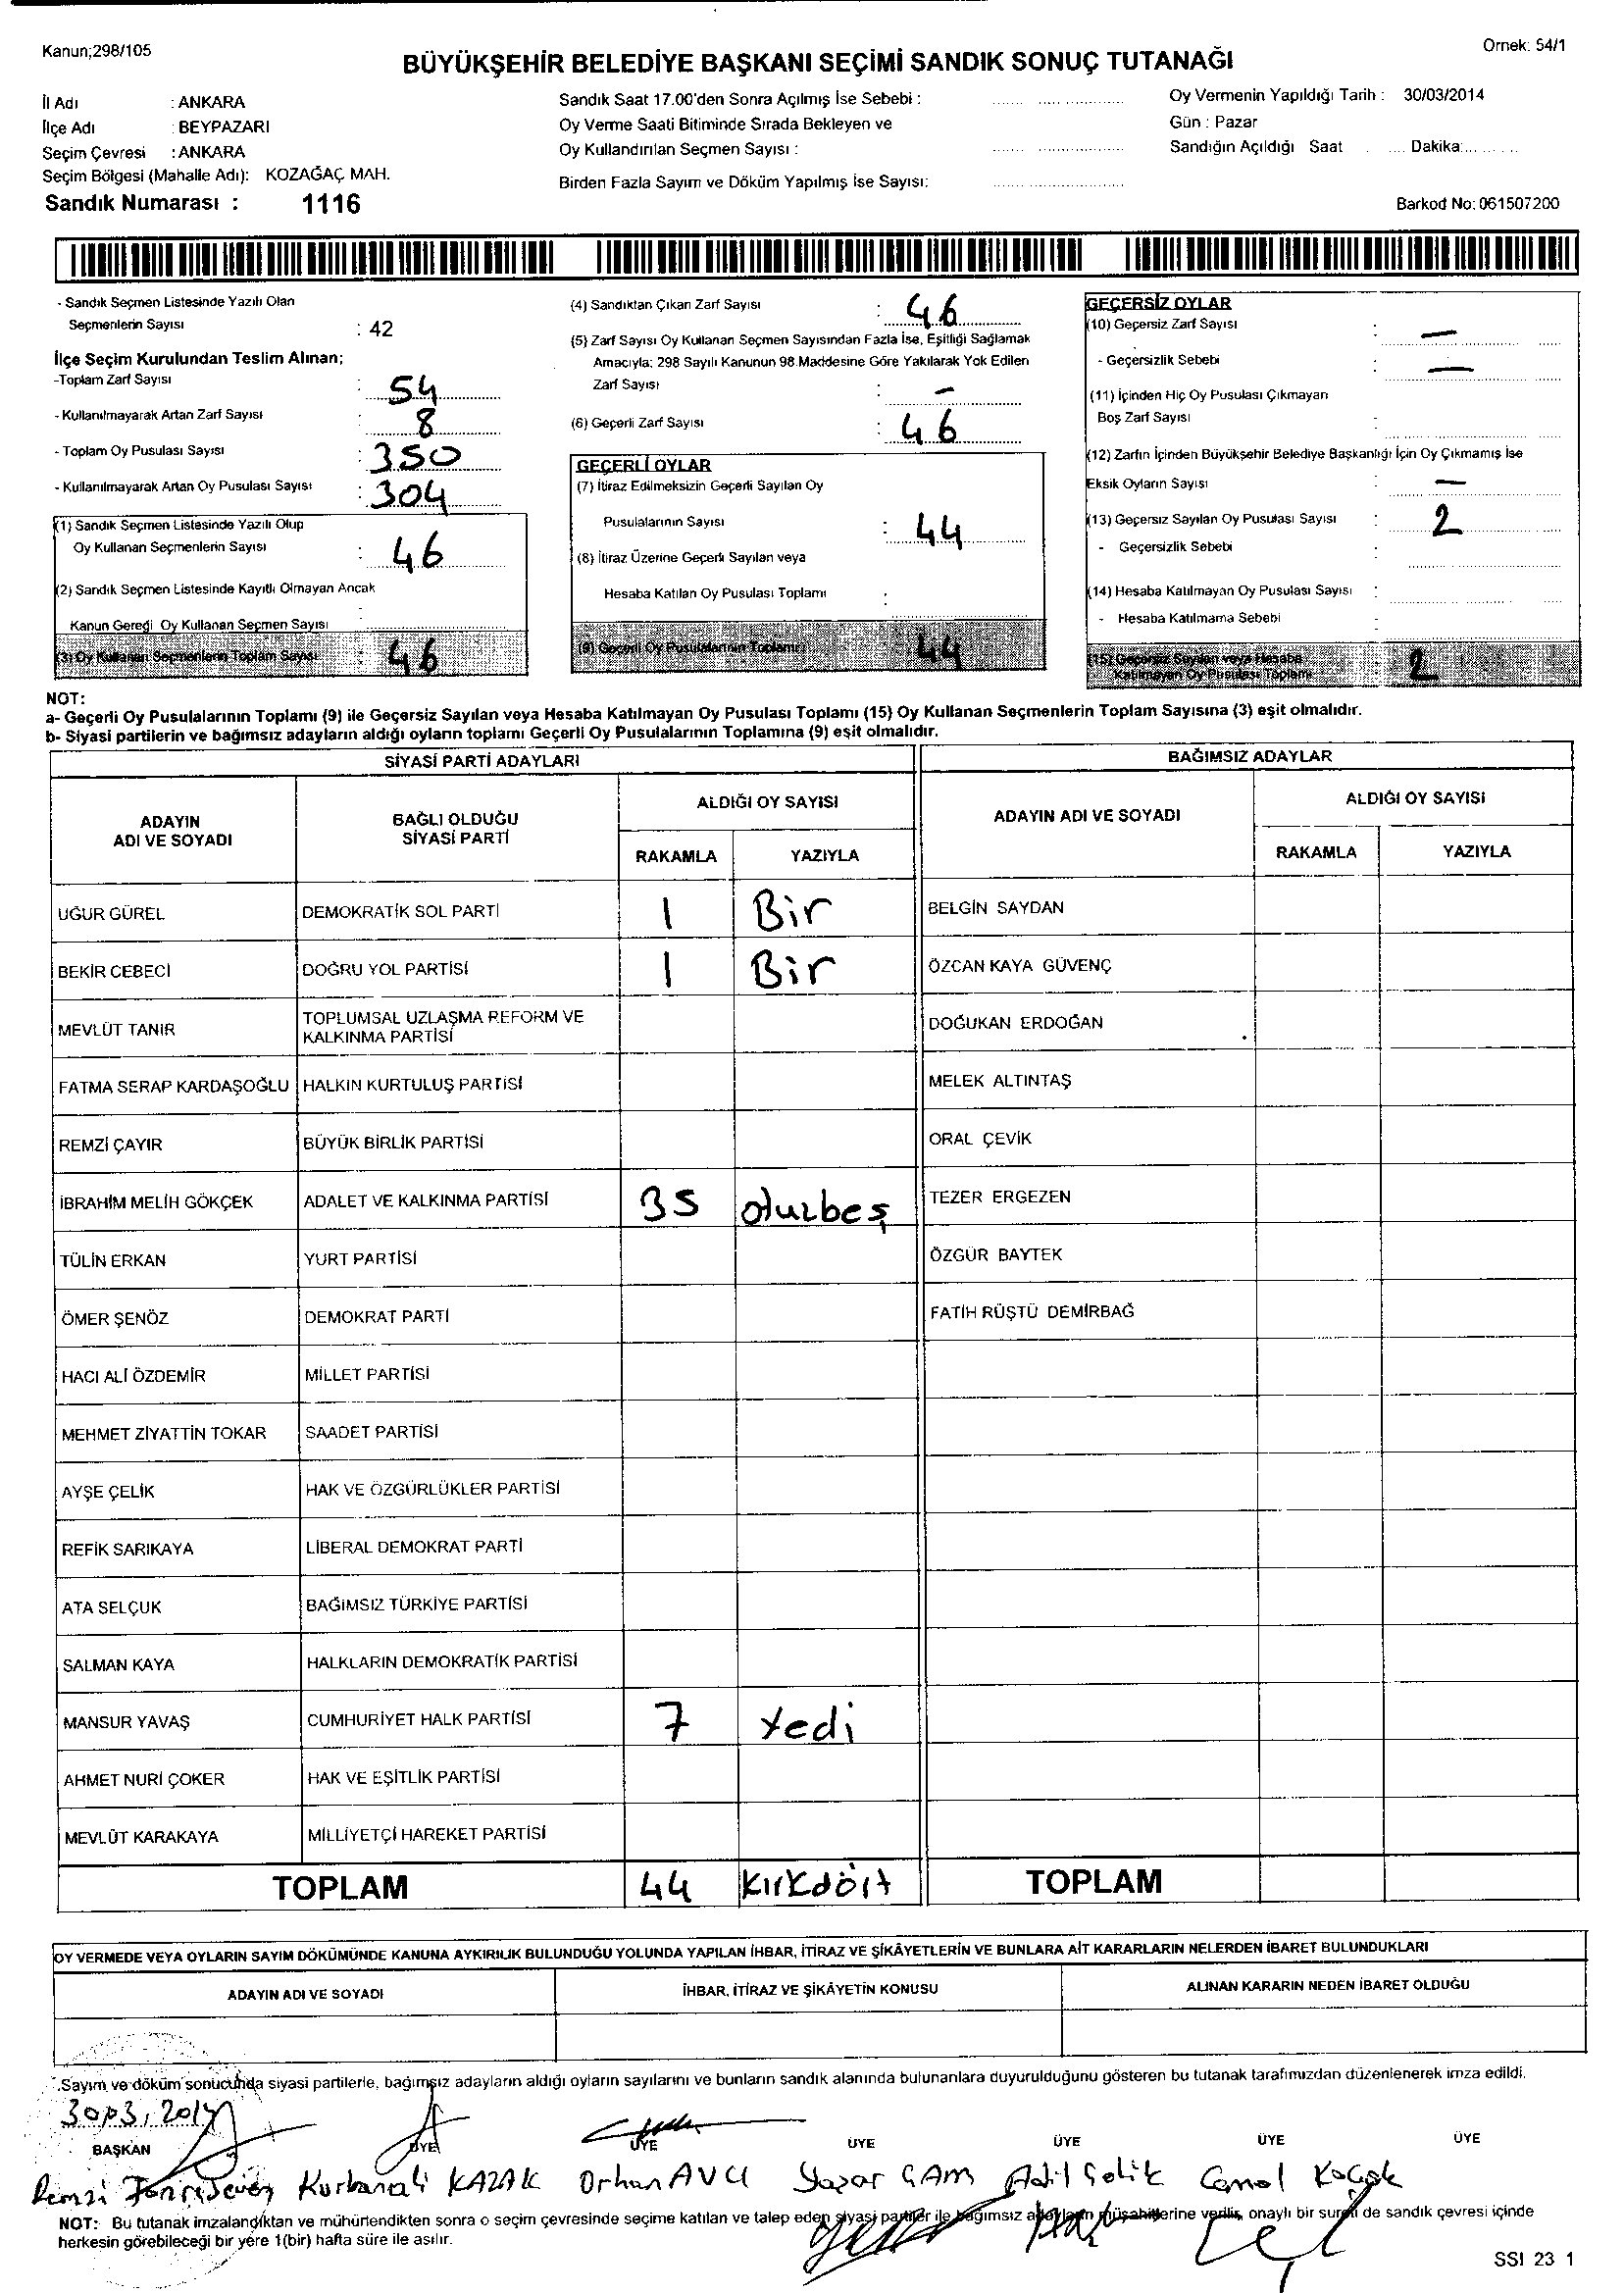 Kanun;298/105
Örnek: 54/1
BÜYÜKŞEHİR BELEDİYE BAŞKANI SEÇİMİ SANDIK SONUÇ TUTANAĞI
İl Adı : ANKARA
İlçe Adı : BEYPAZARI
Seçim Çevresi : ANKARA
Seçim Bölgesi (Mahalle Adı): KOZAĞAÇ MAH.
Sandık Numarası : 1116
Sandık Saat 17.00'den Sonra Açılmış İse Sebebi :
Oy Verme Saati Bitiminde Sırada Bekleyen ve
Oy Kullandırılan Seçmen Sayısı :
Birden Fazla Sayım ve Döküm Yapılmış İse Sayısı:
Oy Vermenin Yapıldığı Tarih : 30/03/2014
Gün : Pazar
Sandığın Açıldığı Saat Dakika:
Barkod No: 061507200
- Sandık Seçmen Listesinde Yazılı Olan
Seçmenlerin Sayısı : 42
İlçe Seçim Kurulundan Teslim Alınan;
-Toplam Zarf Sayısı : 54
- Kullanılmayarak Artan Zarf Sayısı : 8
- Toplam Oy Pusulası Sayısı : 350
- Kullanılmayarak Artan Oy Pusulası Sayısı : 304
(1) Sandık Seçmen Listesinde Yazılı Olup
Oy Kullanan Seçmenlerin Sayısı : 46
(2) Sandık Seçmen Listesinde Kayıtlı Olmayan Ancak
Kanun Gereği Oy Kullanan Seçmen Sayısı :
(3) Oy Kullanan Seçmenlerin Toplam Sayısı : 46
(4) Sandıktan Çıkan Zarf Sayısı : 46
(5) Zarf Sayısı Oy Kullanan Seçmen Sayısından Fazla İse, Eşitliği Sağlamak
Amacıyla; 298 Sayılı Kanunun 98.Maddesine Göre Yakılarak Yok Edilen
Zarf Sayısı : -
(6) Geçerli Zarf Sayısı : 46
GEÇERLİ OYLAR
(7) İtiraz Edilmeksizin Geçerli Sayılan Oy
Pusulalarının Sayısı : 44
(8) İtiraz Üzerine Geçerli Sayılan veya
Hesaba Katılan Oy Pusulası Toplamı :
(9) Geçerli Oy Pusulalarının Toplamı : 44
GEÇERSİZ OYLAR
(10) Geçersiz Zarf Sayısı : -
- Geçersizlik Sebebi : -
(11) İçinden Hiç Oy Pusulası Çıkmayan
Boş Zarf Sayısı :
(12) Zarfın İçinden Büyükşehir Belediye Başkanlığı İçin Oy Çıkmamış İse
Eksik Oyların Sayısı : -
(13) Geçersiz Sayılan Oy Pusulası Sayısı : 2
- Geçersizlik Sebebi :
(14) Hesaba Katılmayan Oy Pusulası Sayısı :
- Hesaba Katılmama Sebebi :
(15) Geçersiz Sayılan veya Hesaba
Katılmayan Oy Pusulası Toplamı 2
NOT:
a- Geçerli Oy Pusulalarının Toplamı (9) ile Geçersiz Sayılan veya Hesaba Katılmayan Oy Pusulası Toplamı (15) Oy Kullanan Seçmenlerin Toplam Sayısına (3) eşit olmalıdır.
b- Siyasi partilerin ve bağımsız adayların aldığı oyların toplamı Geçerli Oy Pusulalarının Toplamına (9) eşit olmalıdır.
SİYASİ PARTİ ADAYLARI BAĞIMSIZ ADAYLAR
ADAYIN ADI VE SOYADI BAĞLI OLDUĞU SİYASİ PARTİ ALDIĞI OY SAYISI ADAYIN ADI VE SOYADI ALDIĞI OY SAYISI
RAKAMLA YAZIYLA RAKAMLA YAZIYLA
UĞUR GÜREL DEMOKRATİK SOL PARTİ 1 Bir BELGİN SAYDAN
BEKİR CEBECİ DOĞRU YOL PARTİSİ 1 Bir ÖZCAN KAYA GÜVENÇ
MEVLÜT TANIR TOPLUMSAL UZLAŞMA REFORM VE KALKINMA PARTİSİ DOĞUKAN ERDOĞAN
FATMA SERAP KARDAŞOĞLU HALKIN KURTULUŞ PARTİSİ MELEK ALTINTAŞ
REMZİ ÇAYIR BÜYÜK BİRLİK PARTİSİ ORAL ÇEVİK
İBRAHİM MELİH GÖKÇEK ADALET VE KALKINMA PARTİSİ 35 oturbeş TEZER ERGEZEN
TÜLİN ERKAN YURT PARTİSİ ÖZGÜR BAYTEK
ÖMER ŞENÖZ DEMOKRAT PARTİ FATİH RÜŞTÜ DEMİRBAĞ
HACI ALİ ÖZDEMİR MİLLET PARTİSİ
MEHMET ZİYATTİN TOKAR SAADET PARTİSİ
AYŞE ÇELİK HAK VE ÖZGÜRLÜKLER PARTİSİ
REFİK SARIKAYA LİBERAL DEMOKRAT PARTİ
ATA SELÇUK BAĞIMSIZ TÜRKİYE PARTİSİ
SALMAN KAYA HALKLARIN DEMOKRATİK PARTİSİ
MANSUR YAVAŞ CUMHURİYET HALK PARTİSİ 7 Yedi
AHMET NURİ ÇOKER HAK VE EŞİTLİK PARTİSİ
MEVLÜT KARAKAYA MİLLİYETÇİ HAREKET PARTİSİ
TOPLAM 44 Kırkdört TOPLAM
OY VERMEDE VEYA OYLARIN SAYIM DÖKÜMÜNDE KANUNA AYKIRILIK BULUNDUĞU YOLUNDA YAPILAN İHBAR, İTİRAZ VE ŞİKÂYETLERİN VE BUNLARA AİT KARARLARIN NELERDEN İBARET BULUNDUKLARI
ADAYIN ADI VE SOYADI İHBAR, İTİRAZ VE ŞİKÂYETİN KONUSU ALINAN KARARIN NEDEN İBARET OLDUĞU
Sayım ve döküm sonucunda siyasi partilerle, bağımsız adayların aldığı oyların sayılarını ve bunların sandık alanında bulunanlara duyurulduğunu gösteren bu tutanak tarafımızdan düzenlenerek imza edildi.
30.03.2014
BAŞKAN ÜYE ÜYE ÜYE ÜYE ÜYE ÜYE
Remzi Kurbanali KAZAK Orhan AVCI Yaşar ÇAM Adil Çelik Cemal Koçak
NOT: Bu tutanak imzalandıktan ve mühürlendikten sonra o seçim çevresinde seçime katılan ve talep eden siyasi partiler ile bağımsız adayların müşahitlerine verilir, onaylı bir sureti de sandık çevresi içinde
herkesin görebileceği bir yere 1(bir) hafta süre ile asılır.
SSI 23 1